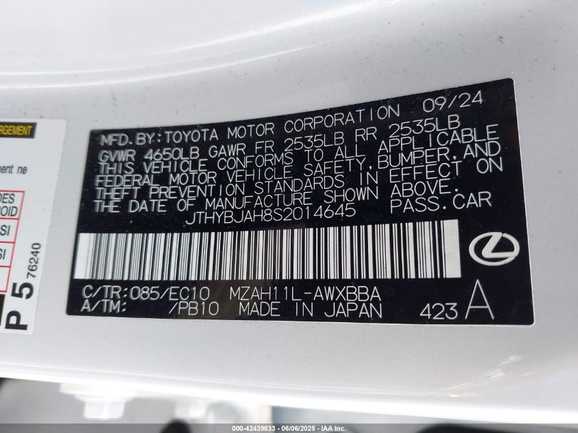 MFD. BY: TOYOTA MOTOR CORPORATION 09/24
GVWR 4650LB GAWR FR 2535LB RR 2535LB
THIS VEHICLE CONFORMS TO ALL APPLICABLE
FEDERAL MOTOR VEHICLE SAFETY, BUMPER, AND
THEFT PREVENTION STANDARDS IN EFFECT ON
THE DATE OF MANUFACTURE SHOWN ABOVE.
JTHYBJAH8S2014645 PASS. CAR
C/TR: 085/EC10 MZAH11L-AWXBBA
A/TM: /PB10 MADE IN JAPAN 423 A
P 5 76240
000-42439633 - 06/06/2025 - IAA Inc.